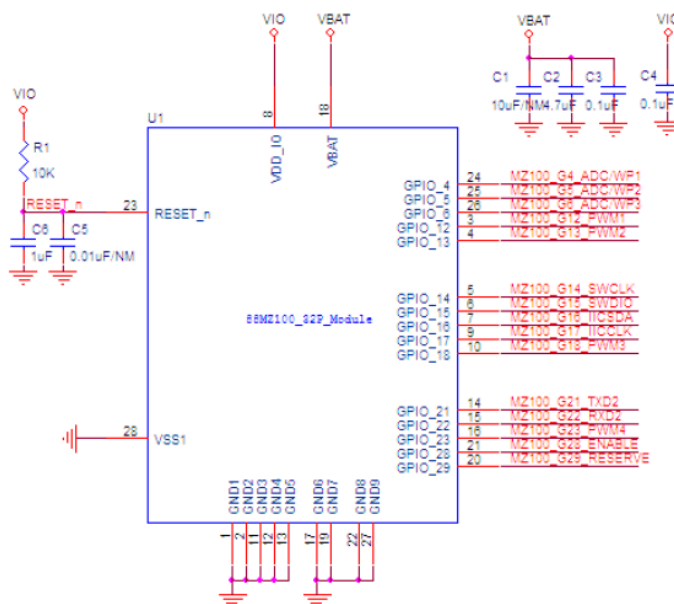 VIO
VBAT
VBAT
VIO
C1
C2
C3
C4
10uF/NM
4.7uF
0.1uF
0.1uF
VIO
U1
8
18
VDD_IO
VBAT
R1
10K
RESET_n
23
RESET_n
C6
C5
1uF
0.01uF/NM
GPIO_4 24 MZ100_G4_ADC/WP1
GPIO_5 25 MZ100_G5_ADC/WP2
GPIO_6 26 MZ100_G6_ADC/WP3
GPIO_12 3 MZ100_G12_PWM1
GPIO_13 4 MZ100_G13_PWM2
GPIO_14 5 MZ100_G14_SWCLK
GPIO_15 6 MZ100_G15_SWDIO
GPIO_16 7 MZ100_G16_IICSDA
GPIO_17 9 MZ100_G17_IICCLK
GPIO_18 10 MZ100_G18_PWM3
88MZ100_S2P_Module
GPIO_21 14 MZ100_G21_TXD2
GPIO_22 15 MZ100_G22_RXD2
GPIO_23 16 MZ100_G23_PWM4
GPIO_28 21 MZ100_G28_ENABLE
GPIO_29 20 MZ100_G29_RESERVE
28
VSS1
GND1
GND2
GND3
GND4
GND5
GND6
GND7
GND8
GND9
1
2
11
12
13
17
19
22
27